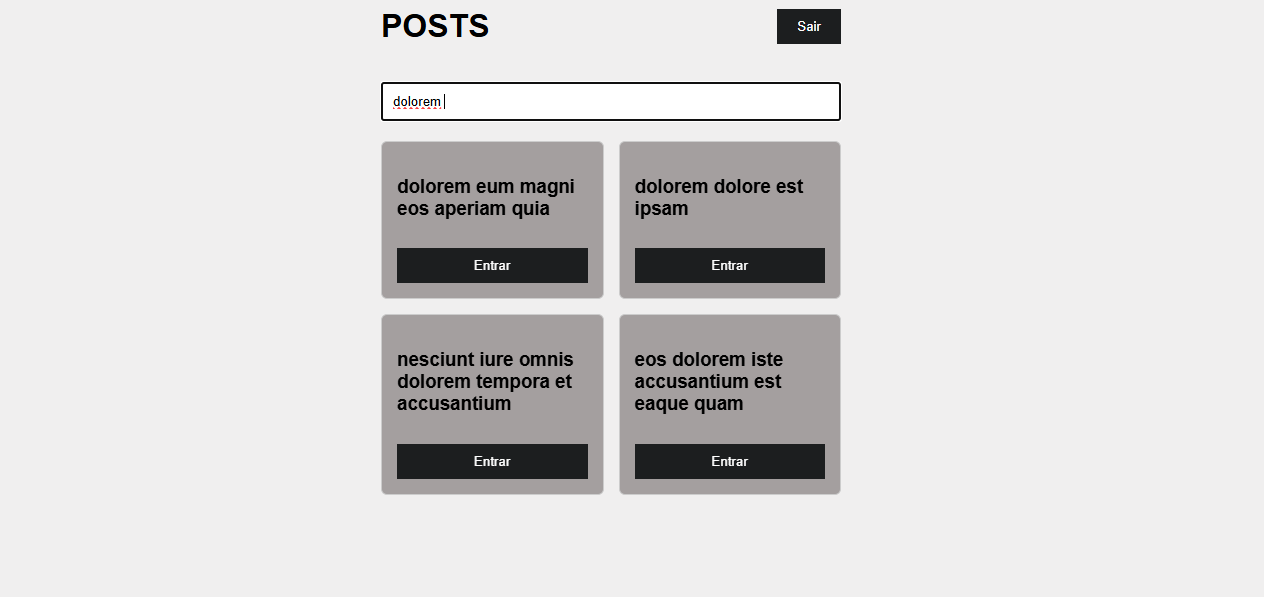 POSTS
Sair
dolorem
dolorem eum magni
eos aperiam quia
Entrar
dolorem dolore est
ipsam
Entrar
nesciunt iure omnis
dolorem tempora et
accusantium
Entrar
eos dolorem iste
accusantium est
eaque quam
Entrar